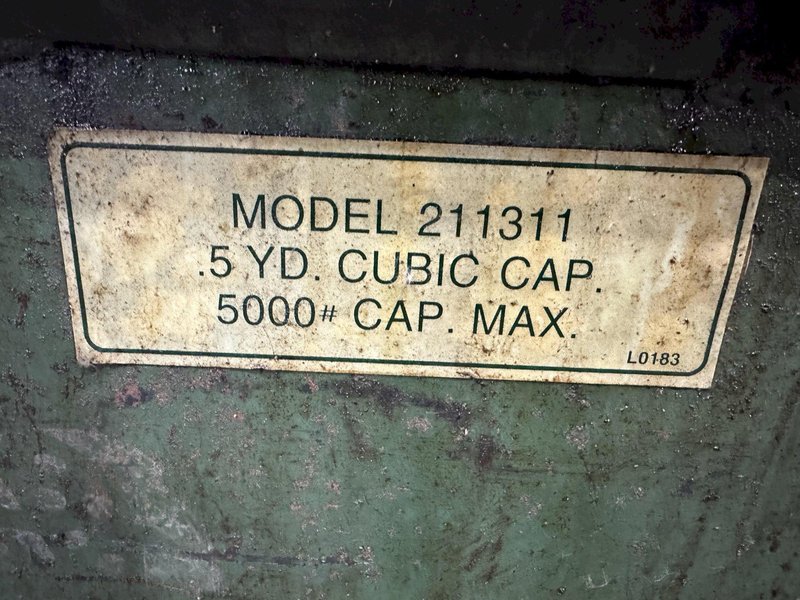 MODEL 211311
.5 YD. CUBIC CAP.
5000# CAP. MAX.
L0183